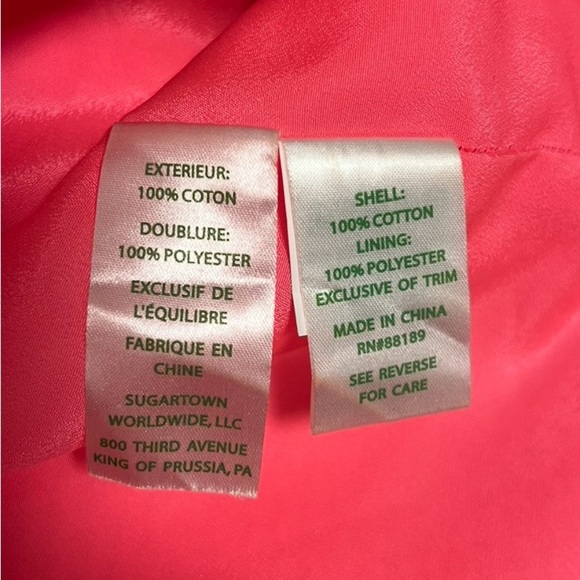 EXTERIEUR:
100% COTON
DOUBLURE:
100% POLYESTER
EXCLUSIF DE
L'ÉQUILIBRE
FABRIQUE EN
CHINE
SUGARTOWN
WORLDWIDE, LLC
800 THIRD AVENUE
KING OF PRUSSIA, PA
SHELL:
100% COTTON
LINING:
100% POLYESTER
EXCLUSIVE OF TRIM
MADE IN CHINA
RN#88189
SEE REVERSE
FOR CARE